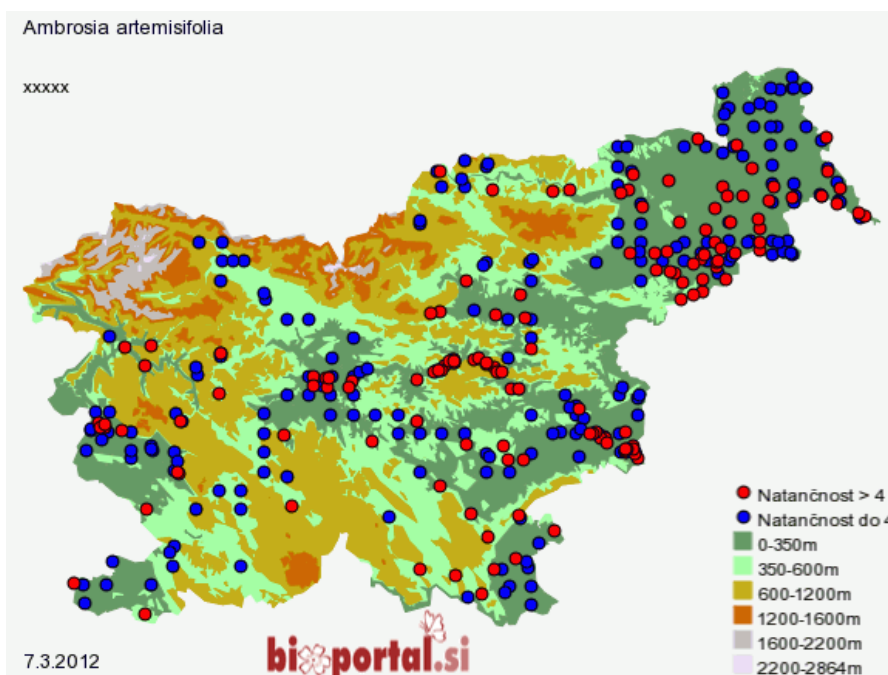 Ambrosia artemisifolia
xxxxx
Natančnost > 4
Natančnost do 4
0-350m
350-600m
600-1200m
1200-1600m
1600-2200m
2200-2864m
7.3.2012
bioportal.si